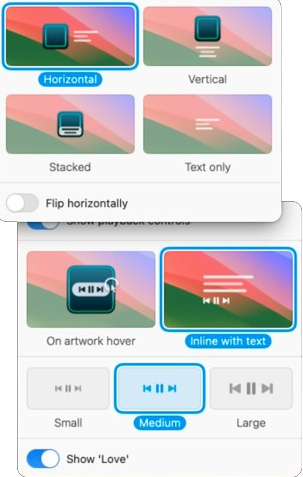 Horizontal
Vertical
Stacked
Text only
Flip horizontally
Show playback controls
On artwork hover
Inline with text
Small
Medium
Large
Show 'Love'